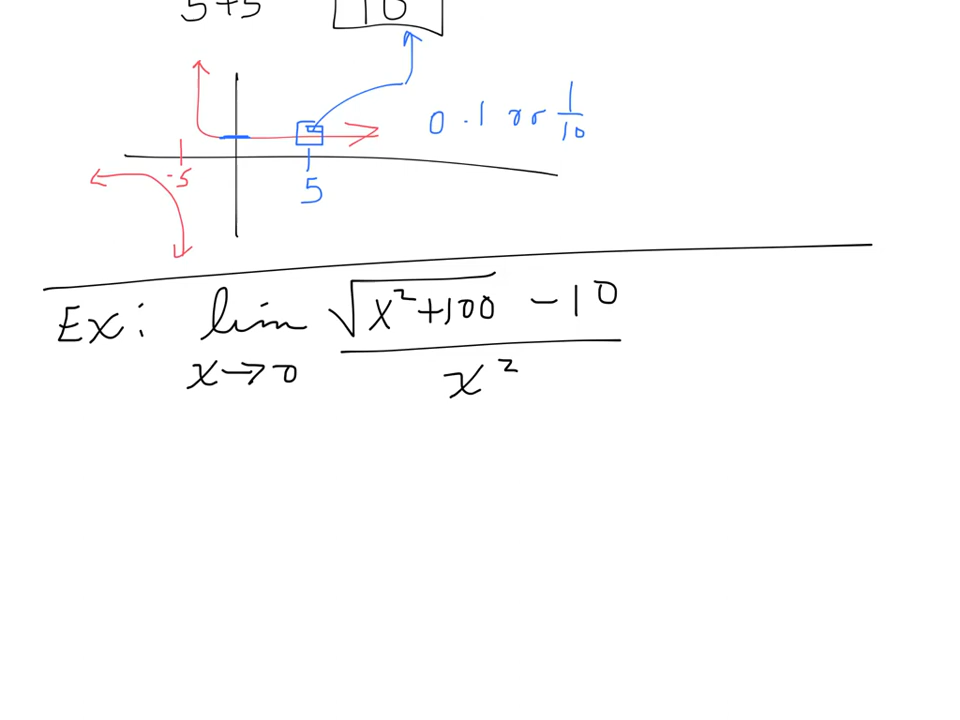 5+5 10
0.1 or 1/10
-5 5
Ex: lim x→0 (√(x²+100) - 10)/x²